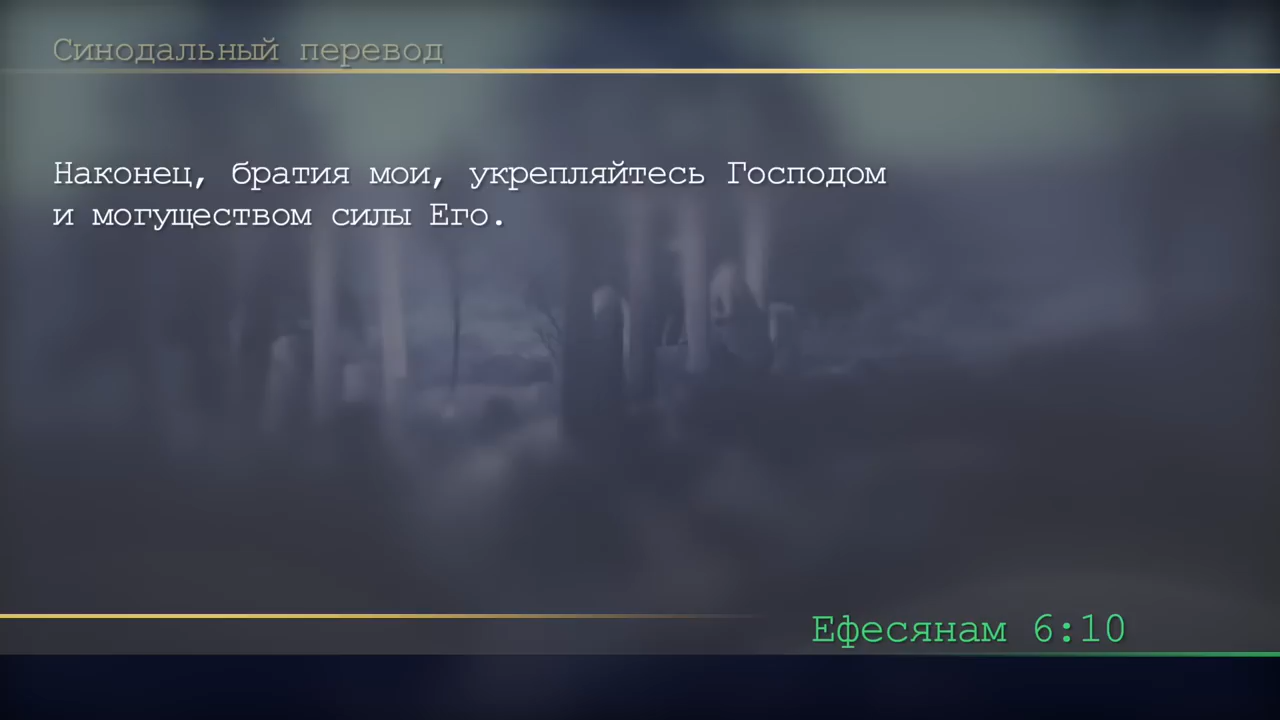 Синодальный перевод
Наконец, братия мои, укрепляйтесь Господом
и могуществом силы Его.
Ефесянам 6:10